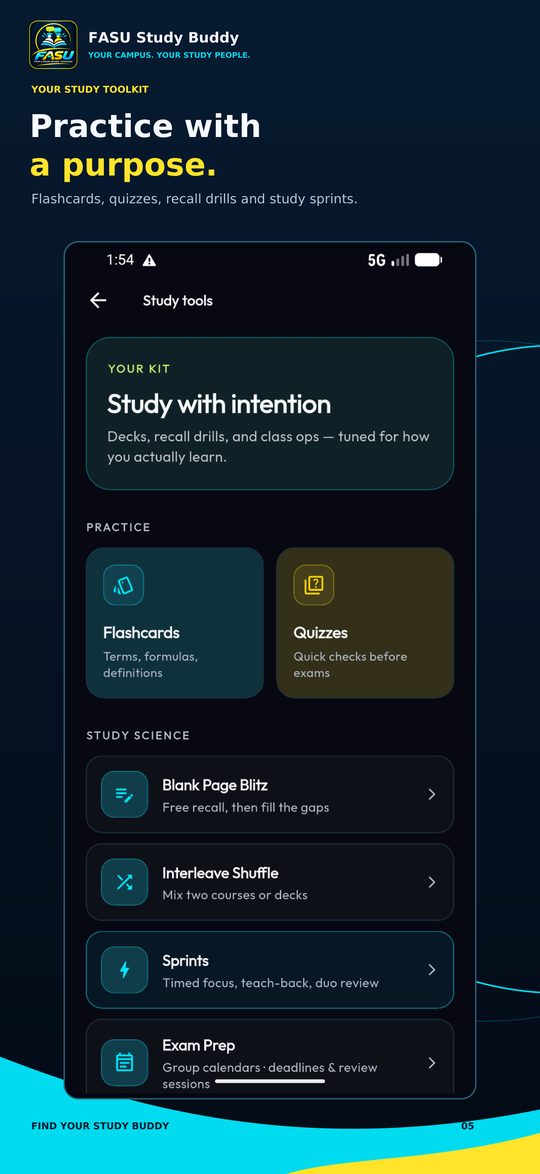 FASU
FASU Study Buddy
YOUR CAMPUS. YOUR STUDY PEOPLE.
YOUR STUDY TOOLKIT
Practice with
a purpose.
Flashcards, quizzes, recall drills and study sprints.
1:54
5G
Study tools
YOUR KIT
Study with intention
Decks, recall drills, and class ops — tuned for how
you actually learn.
PRACTICE
Flashcards
Terms, formulas,
definitions
Quizzes
Quick checks before
exams
STUDY SCIENCE
Blank Page Blitz
Free recall, then fill the gaps
Interleave Shuffle
Mix two courses or decks
Sprints
Timed focus, teach-back, duo review
Exam Prep
Group calendars · deadlines & review
sessions
FIND YOUR STUDY BUDDY
05